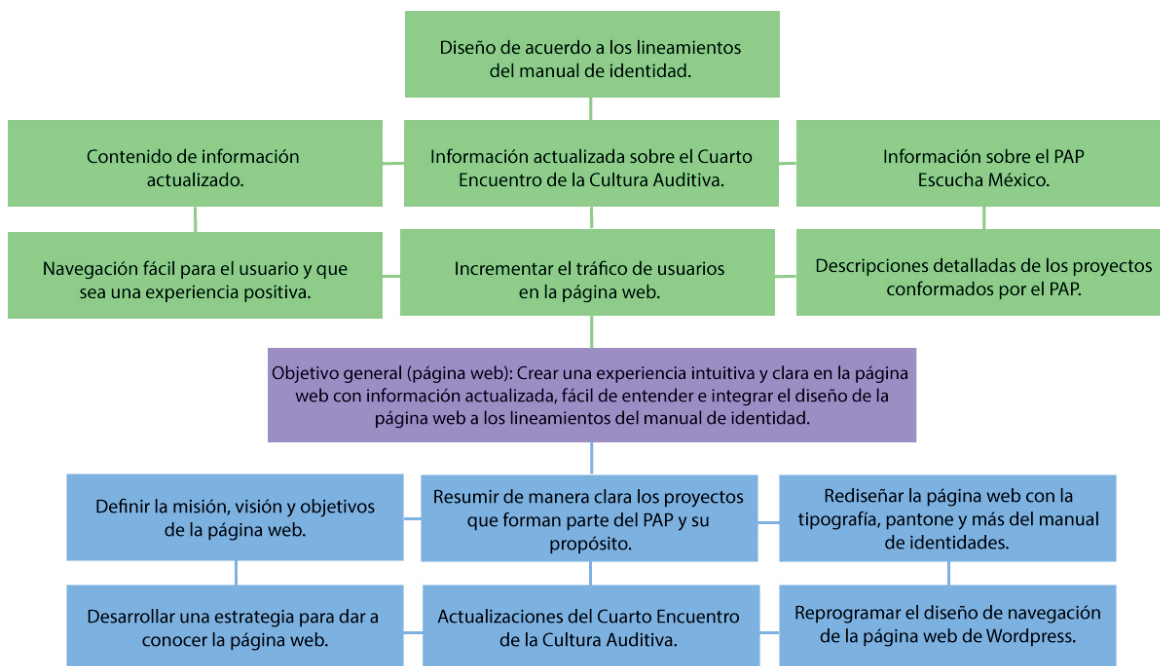 Diseño de acuerdo a los lineamientos
del manual de identidad.
Contenido de información
actualizado.
Información actualizada sobre el Cuarto
Encuentro de la Cultura Auditiva.
Información sobre el PAP
Escucha México.
Navegación fácil para el usuario y que
sea una experiencia positiva.
Incrementar el tráfico de usuarios
en la página web.
Descripciones detalladas de los proyectos
conformados por el PAP.
Objetivo general (página web): Crear una experiencia intuitiva y clara en la página
web con información actualizada, fácil de entender e integrar el diseño de la
página web a los lineamientos del manual de identidad.
Definir la misión, visión y objetivos
de la página web.
Resumir de manera clara los proyectos
que forman parte del PAP y su
propósito.
Rediseñar la página web con la
tipografía, pantone y más del manual
de identidades.
Desarrollar una estrategia para dar a
conocer la página web.
Actualizaciones del Cuarto Encuentro
de la Cultura Auditiva.
Reprogramar el diseño de navegación
de la página web de Wordpress.